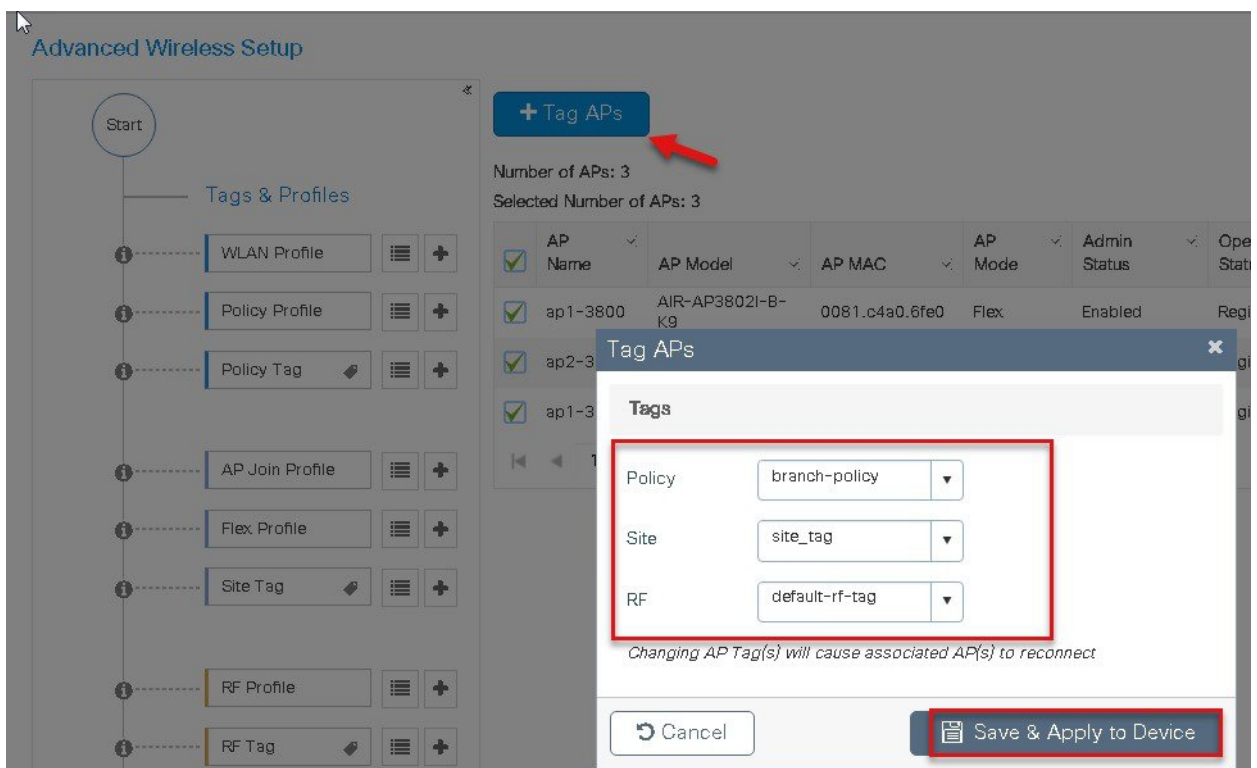 Advanced Wireless Setup
Start
Tags & Profiles
WLAN Profile
Policy Profile
Policy Tag
AP Join Profile
Flex Profile
Site Tag
RF Profile
RF Tag
+ Tag APs
Number of APs: 3
Selected Number of APs: 3
AP Name AP Model AP MAC AP Mode Admin Status
ap1-3800 AIR-AP3802I-B-K9 0081.c4a0.6fe0 Flex Enabled
Tag APs
Tags
Policy branch-policy
Site site_tag
RF default-rf-tag
Changing AP Tag(s) will cause associated AP(s) to reconnect
Cancel Save & Apply to Device